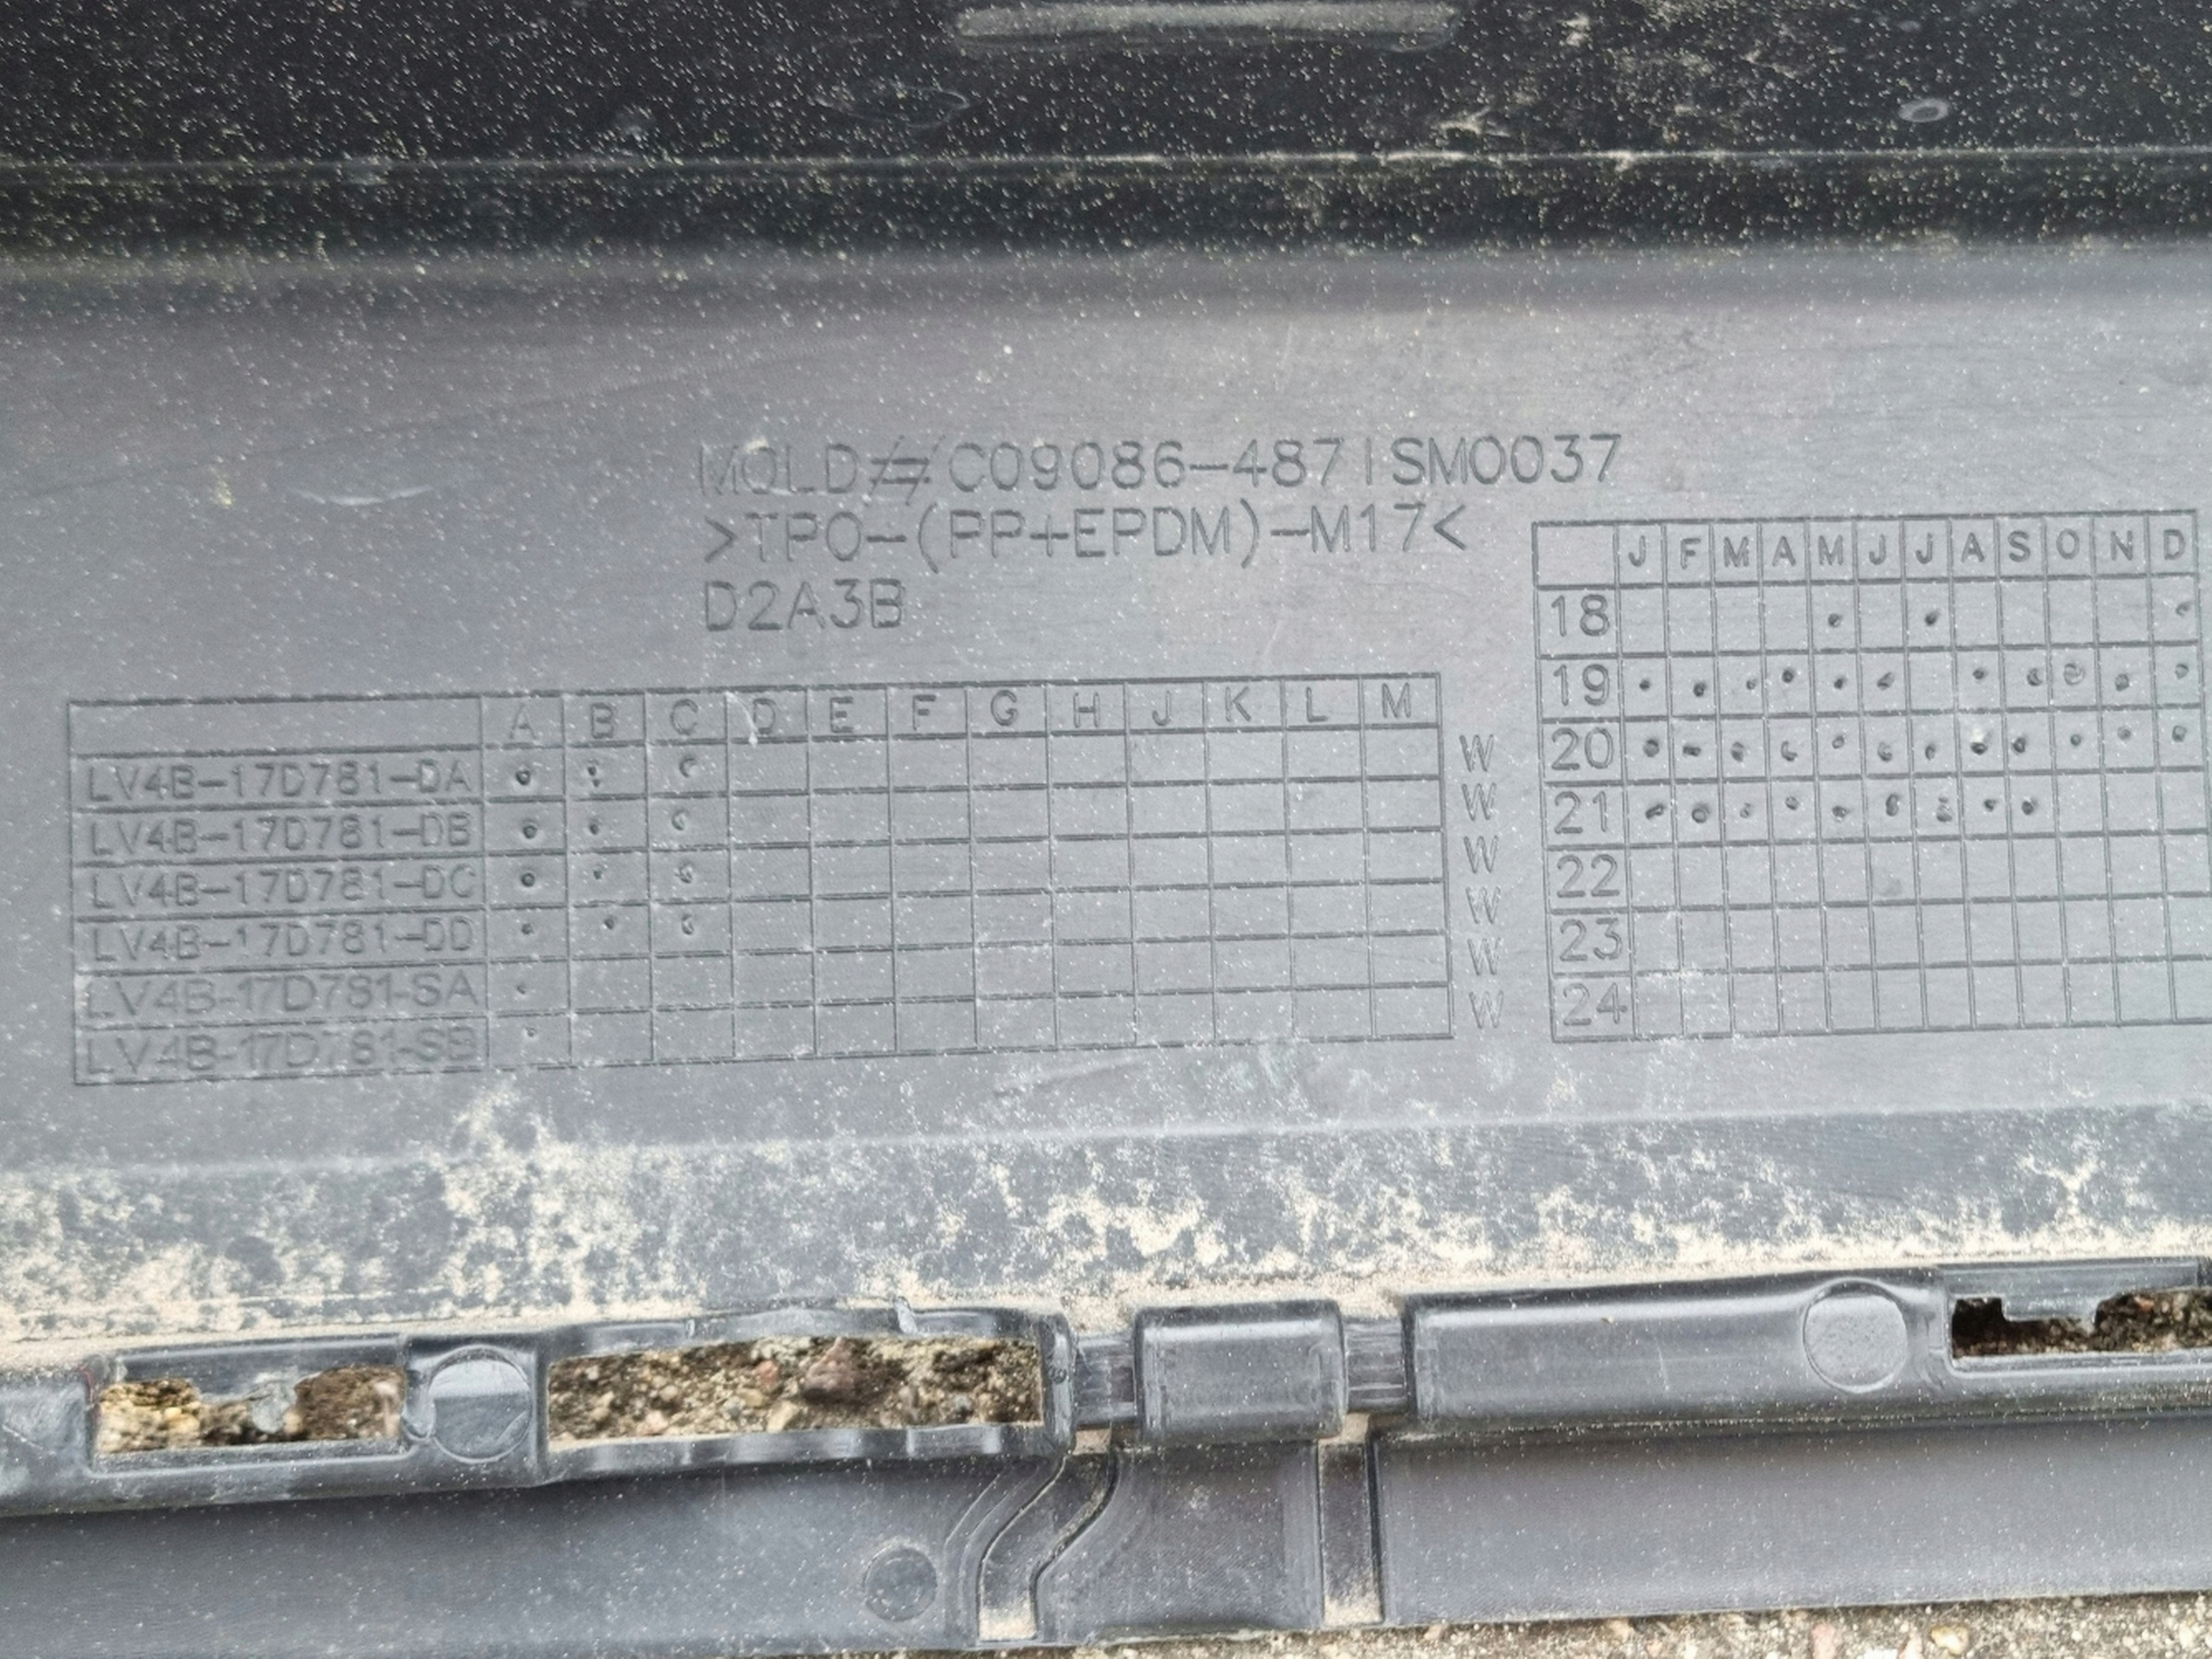 MOLD#C09086-4871SM0037
>TPO-(PP+EPDM)-M17<
D2A3B
A B C D E F G H J K L M
LV4B-17D781-DA W
LV4B-17D781-DB W
LV4B-17D781-DC W
LV4B-17D781-DD W
LV4B-17D781-SA W
LV4B-17D781-SB W
J F M A M J J A S O N D
18
19
20
21
22
23
24